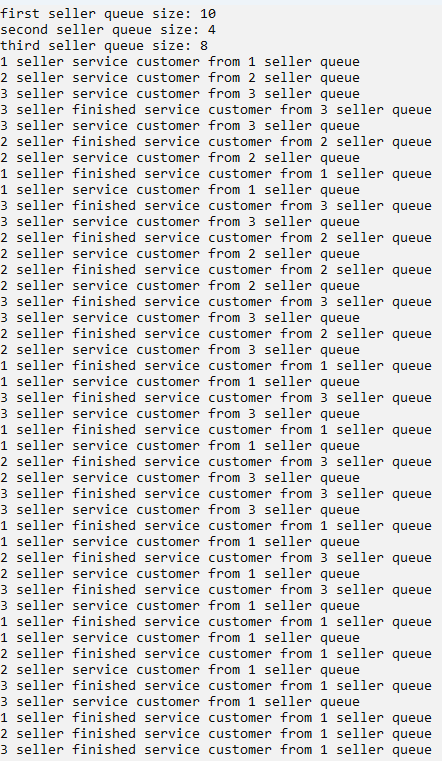 first seller queue size: 10
second seller queue size: 4
third seller queue size: 8
1 seller service customer from 1 seller queue
2 seller service customer from 2 seller queue
3 seller service customer from 3 seller queue
3 seller finished service customer from 3 seller queue
3 seller service customer from 3 seller queue
2 seller finished service customer from 2 seller queue
2 seller service customer from 2 seller queue
1 seller finished service customer from 1 seller queue
1 seller service customer from 1 seller queue
3 seller finished service customer from 3 seller queue
3 seller service customer from 3 seller queue
2 seller finished service customer from 2 seller queue
2 seller service customer from 2 seller queue
2 seller finished service customer from 2 seller queue
2 seller service customer from 2 seller queue
3 seller finished service customer from 3 seller queue
3 seller service customer from 3 seller queue
2 seller finished service customer from 2 seller queue
2 seller service customer from 3 seller queue
1 seller finished service customer from 1 seller queue
1 seller service customer from 1 seller queue
3 seller finished service customer from 3 seller queue
3 seller service customer from 3 seller queue
1 seller finished service customer from 1 seller queue
1 seller service customer from 1 seller queue
2 seller finished service customer from 3 seller queue
2 seller service customer from 3 seller queue
3 seller finished service customer from 3 seller queue
3 seller service customer from 3 seller queue
1 seller finished service customer from 1 seller queue
1 seller service customer from 1 seller queue
2 seller finished service customer from 3 seller queue
2 seller service customer from 1 seller queue
3 seller finished service customer from 3 seller queue
3 seller service customer from 1 seller queue
1 seller finished service customer from 1 seller queue
1 seller service customer from 1 seller queue
2 seller finished service customer from 1 seller queue
2 seller service customer from 1 seller queue
3 seller finished service customer from 1 seller queue
3 seller service customer from 1 seller queue
1 seller finished service customer from 1 seller queue
2 seller finished service customer from 1 seller queue
3 seller finished service customer from 1 seller queue